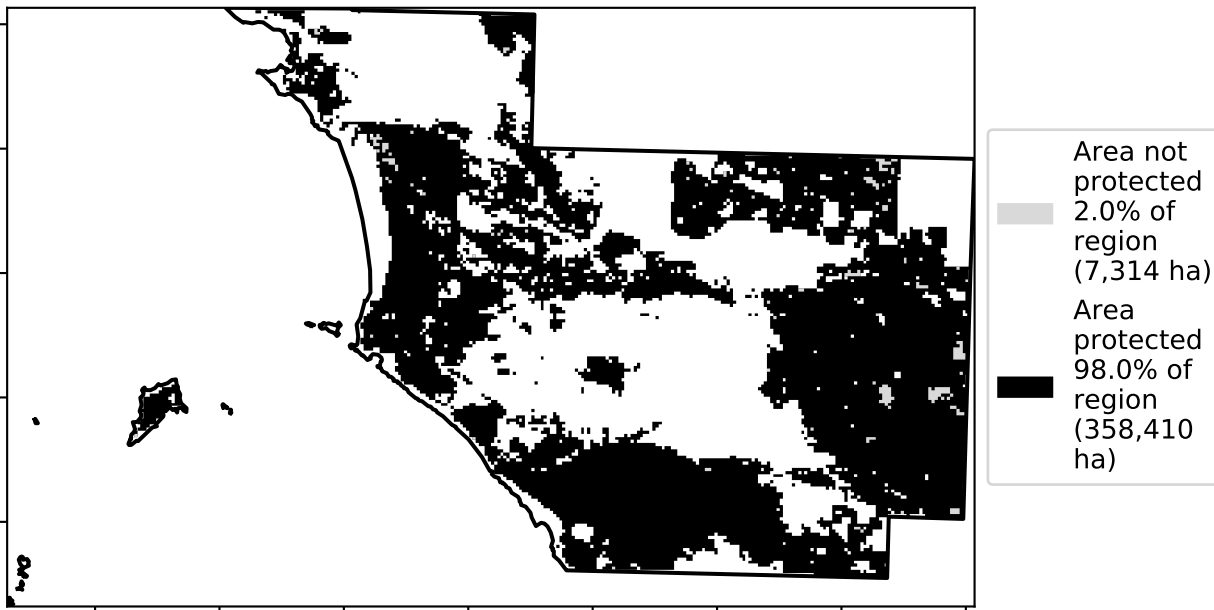 Area not
protected
2.0% of
region
(7,314 ha)
Area
protected
98.0% of
region
(358,410
ha)